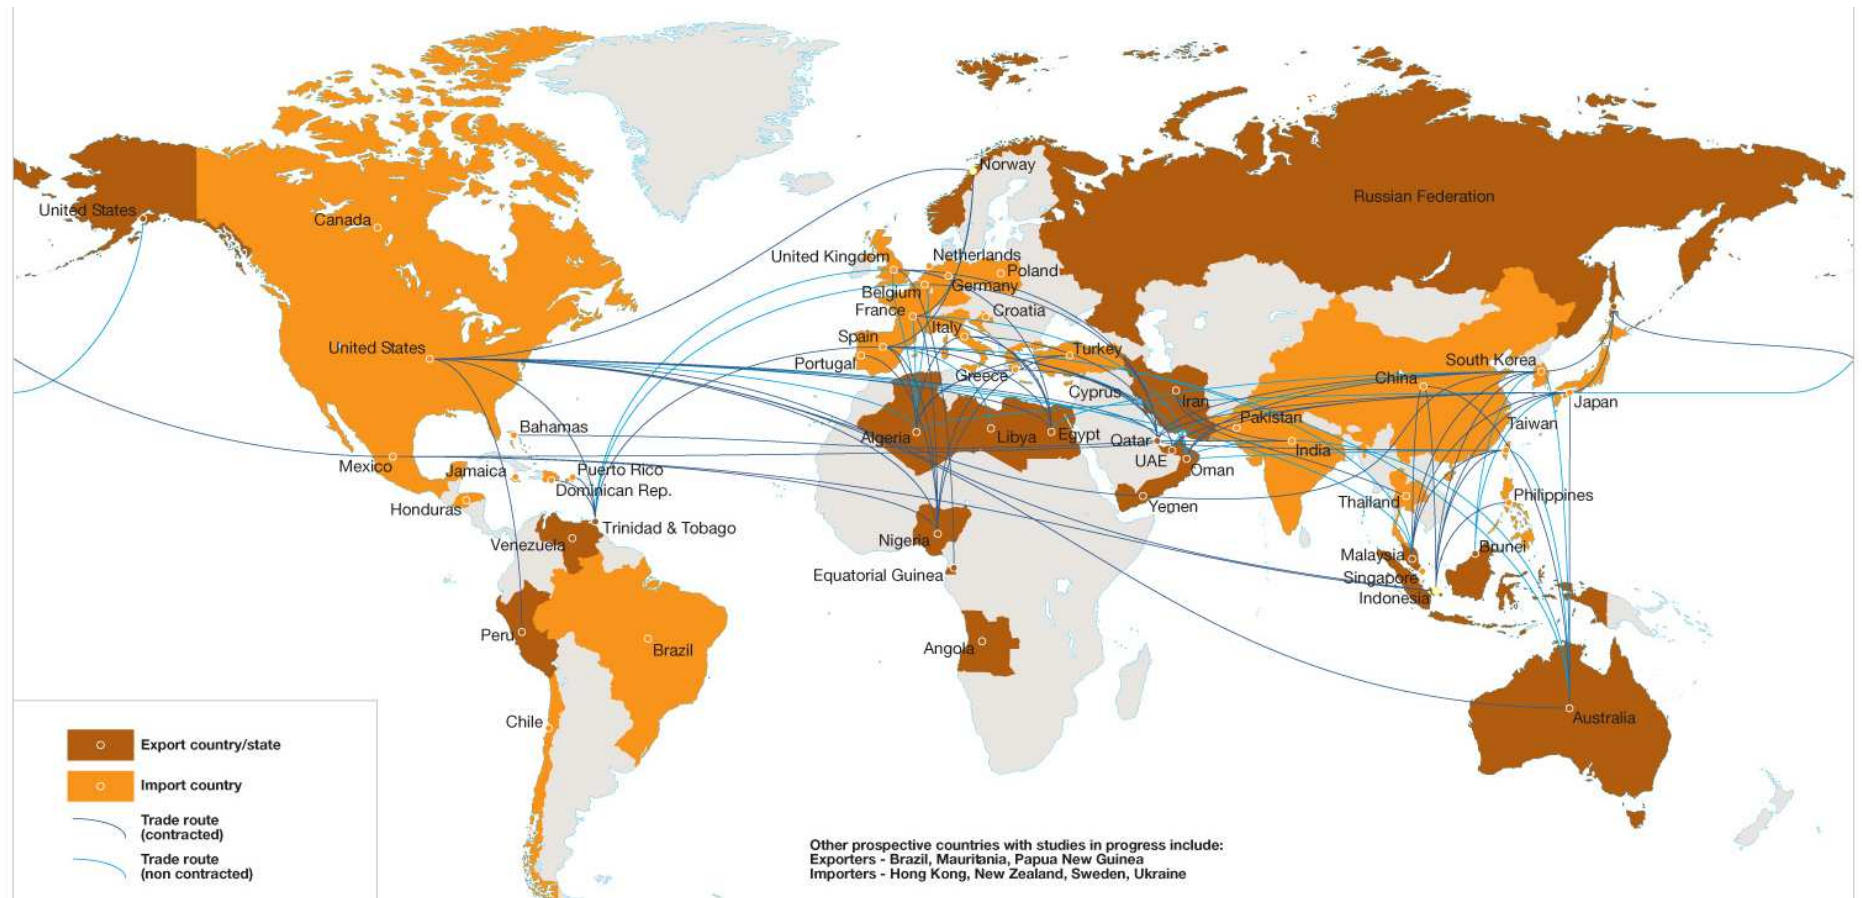 Norway
Russian Federation
United States
Canada
United Kingdom
Netherlands
Poland
Belgium
Germany
France
Croatia
Italy
Spain
United States
Portugal
Turkey
South Korea
Greece
China
Cyprus
Iran
Japan
Pakistan
Taiwan
Bahamas
Algeria
Libya
Egypt
Qatar
India
UAE
Oman
Mexico
Jamaica
Puerto Rico
Dominican Rep.
Honduras
Yemen
Thailand
Philippines
Trinidad & Tobago
Venezuela
Nigeria
Malaysia
Brunei
Equatorial Guinea
Singapore
Indonesia
Peru
Brazil
Angola
Chile
Australia
Export country/state
Import country
Trade route
(contracted)
Trade route
(non contracted)
Other prospective countries with studies in progress include:
Exporters - Brazil, Mauritania, Papua New Guinea
Importers - Hong Kong, New Zealand, Sweden, Ukraine